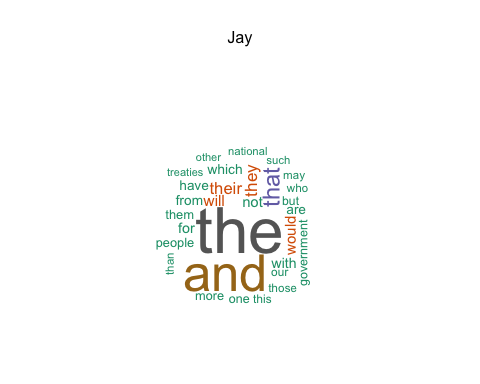 Jay
national
other
such
treaties
which
they
that
may
have
their
who
from
will
not
but
them
are
for
the
would
people
government
than
and
with
our
those
more
one
this